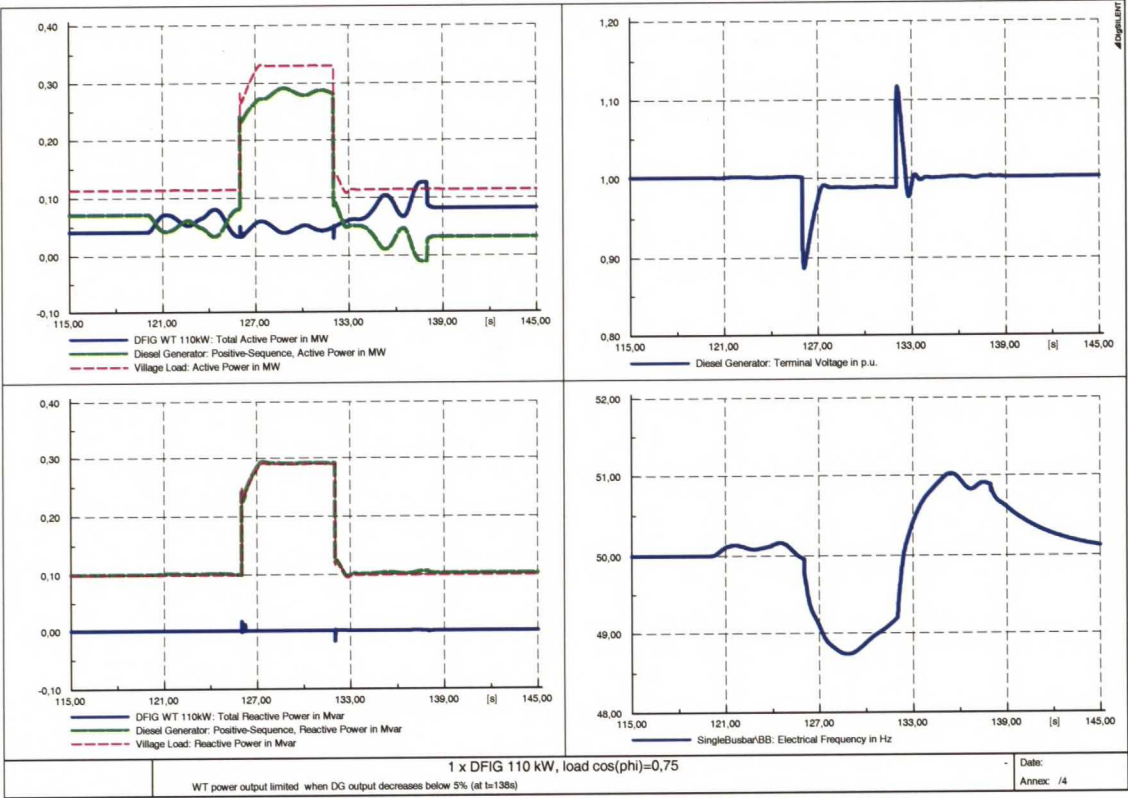 0,40
0,30
0,20
0,10
0,00
-0,10
115,00 121,00 127,00 133,00 139,00 [s] 145,00
DFIG WT 110kW: Total Active Power in MW
Diesel Generator: Positive-Sequence, Active Power in MW
Village Load: Active Power in MW
1,20
1,10
1,00
0,90
0,80
115,00 121,00 127,00 133,00 139,00 [s] 145,00
Diesel Generator: Terminal Voltage in p.u.
DIgSILENT
0,40
0,30
0,20
0,10
0,00
-0,10
115,00 121,00 127,00 133,00 139,00 [s] 145,00
DFIG WT 110kW: Total Reactive Power in Mvar
Diesel Generator: Positive-Sequence, Reactive Power in Mvar
Village Load: Reactive Power in Mvar
52,00
51,00
50,00
49,00
48,00
115,00 121,00 127,00 133,00 139,00 [s] 145,00
SingleBusbar\BB: Electrical Frequency in Hz
1 x DFIG 110 kW, load cos(phi)=0,75
WT power output limited when DG output decreases below 5% (at t=138s)
Date:
Annex: /4